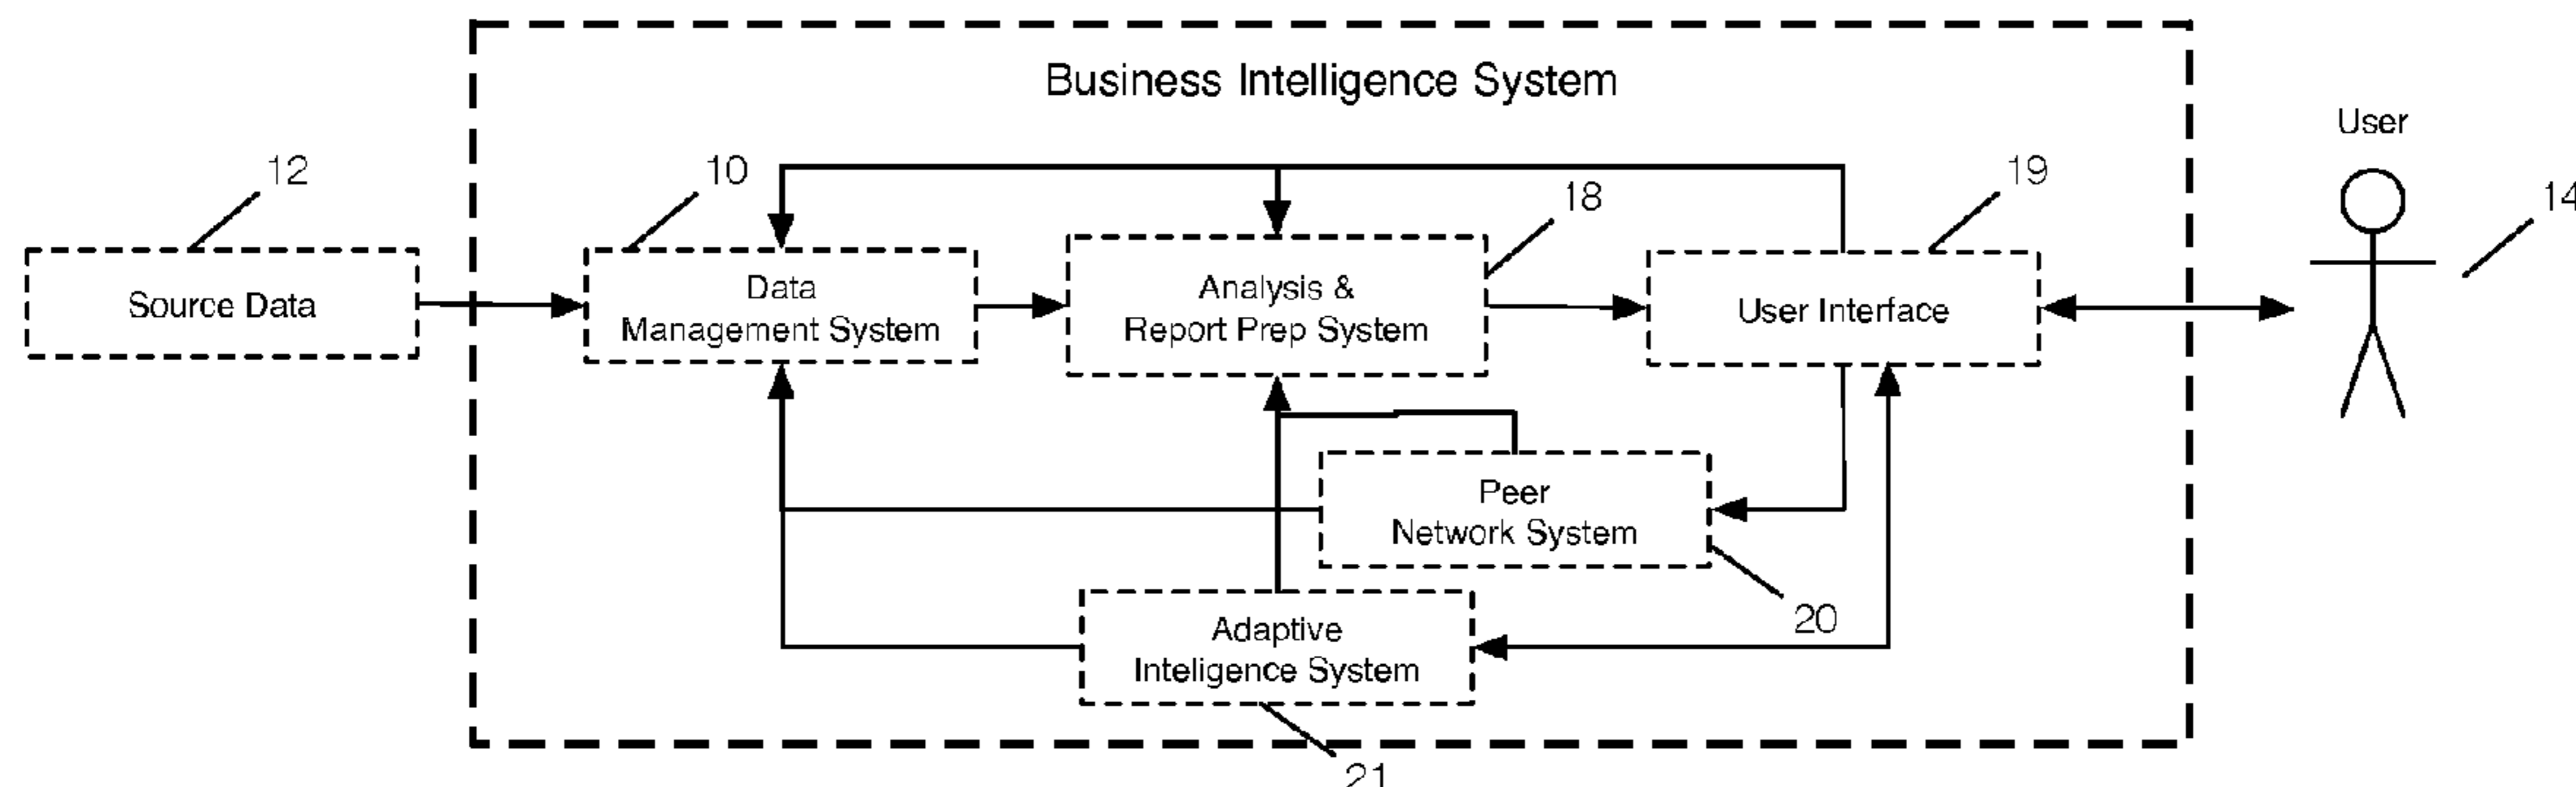 Business Intelligence System
User
12
10
18
19
14
Source Data
Data
Management System
Analysis &
Report Prep System
User Interface
Peer
Network System
20
Adaptive
Inteligence System
21